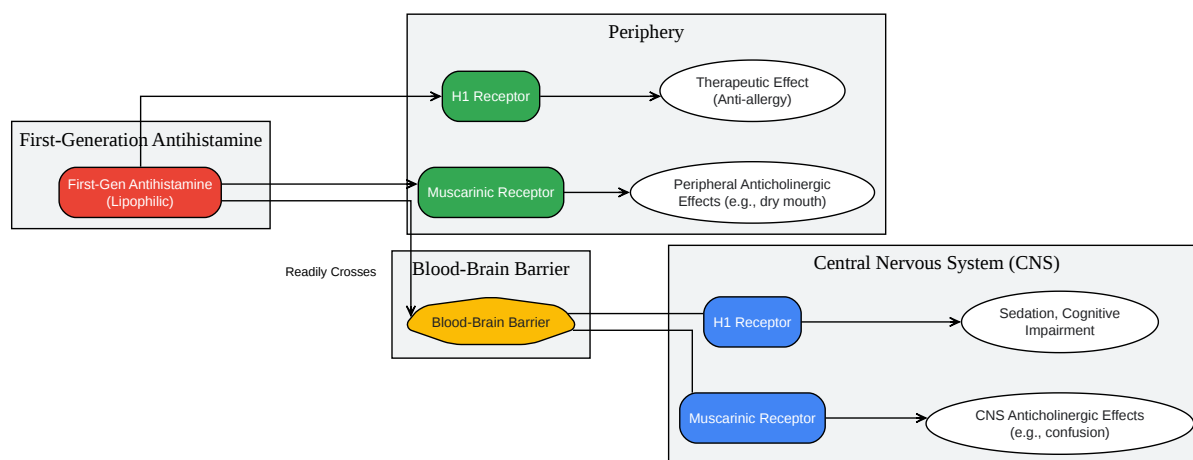 Periphery
H1 Receptor
Therapeutic Effect
(Anti-allergy)
First-Generation Antihistamine
First-Gen Antihistamine
(Lipophilic)
Muscarinic Receptor
Peripheral Anticholinergic
Effects (e.g., dry mouth)
Readily Crosses
Blood-Brain Barrier
Blood-Brain Barrier
Central Nervous System (CNS)
H1 Receptor
Sedation, Cognitive
Impairment
Muscarinic Receptor
CNS Anticholinergic Effects
(e.g., confusion)